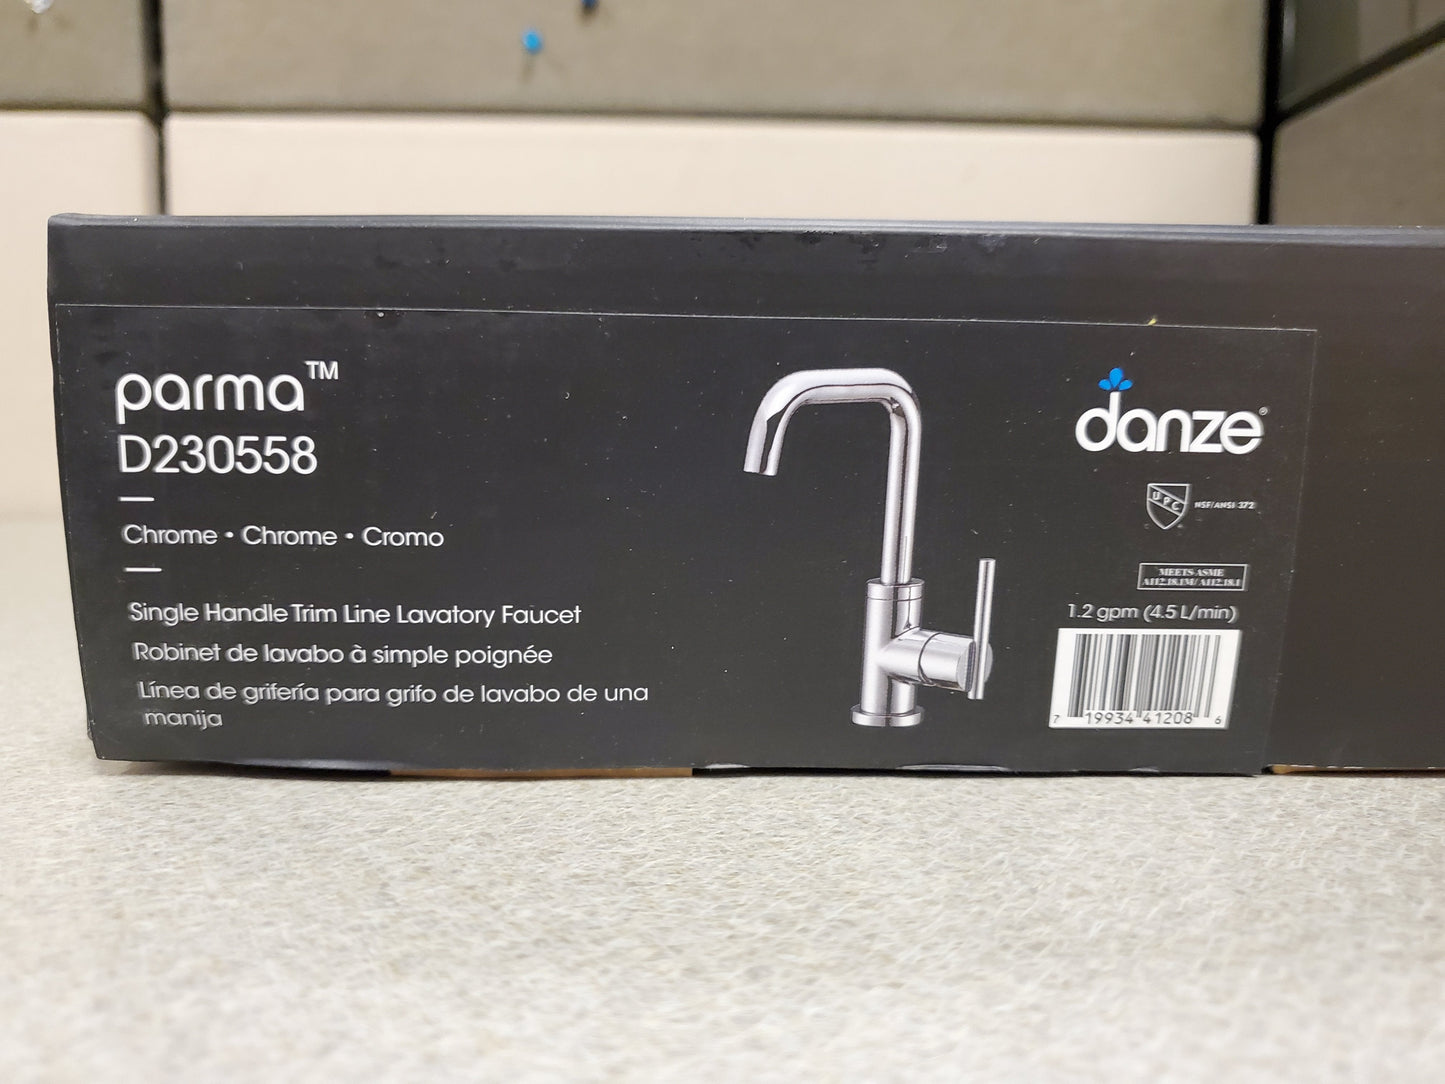 parma™
D230558
Chrome • Chrome • Cromo
Single Handle Trim Line Lavatory Faucet
Robinet de lavabo à simple poignée
Línea de grifería para grifo de lavabo de una
manija
danze®
UPC
NSF/ANSI 372
MEETS ASME
A112.18.1M/A112.18.1
1.2 gpm (4.5 L/min)
7 19934 41208 6